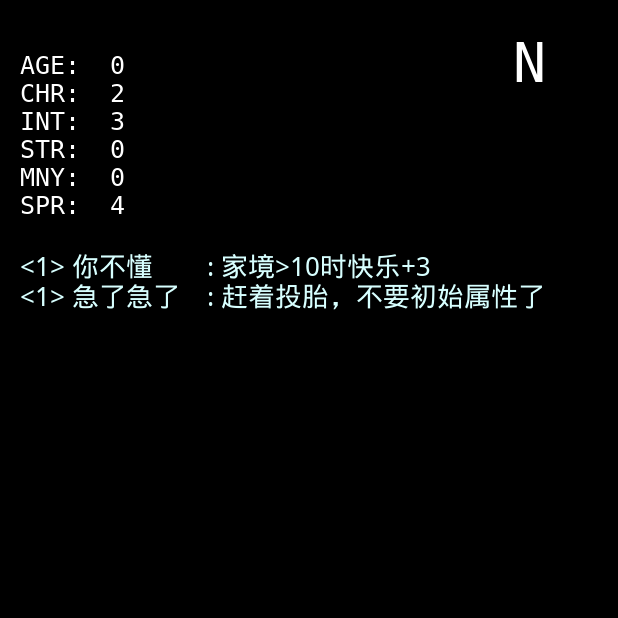 N
AGE: 0
CHR: 2
INT: 3
STR: 0
MNY: 0
SPR: 4
<1> 你不懂 : 家境>10时快乐+3
<1> 急了急了 : 赶着投胎，不要初始属性了